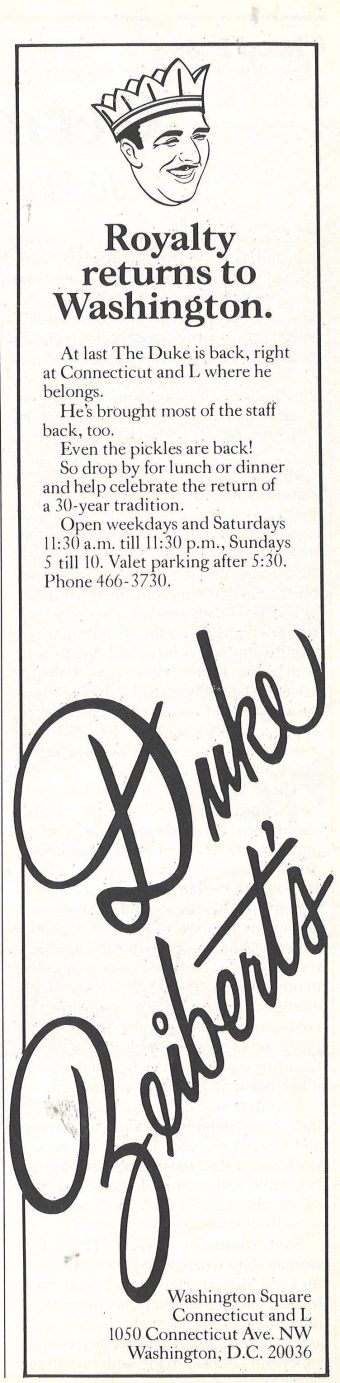 Royalty
returns to
Washington.
At last The Duke is back, right
at Connecticut and L where he
belongs.
He's brought most of the staff
back, too.
Even the pickles are back!
So drop by for lunch or dinner
and help celebrate the return of
a 30-year tradition.
Open weekdays and Saturdays
11:30 a.m. till 11:30 p.m., Sundays
5 till 10. Valet parking after 5:30.
Phone 466-3730.
Duke
Zeibert's
Washington Square
Connecticut and L
1050 Connecticut Ave. NW
Washington, D.C. 20036